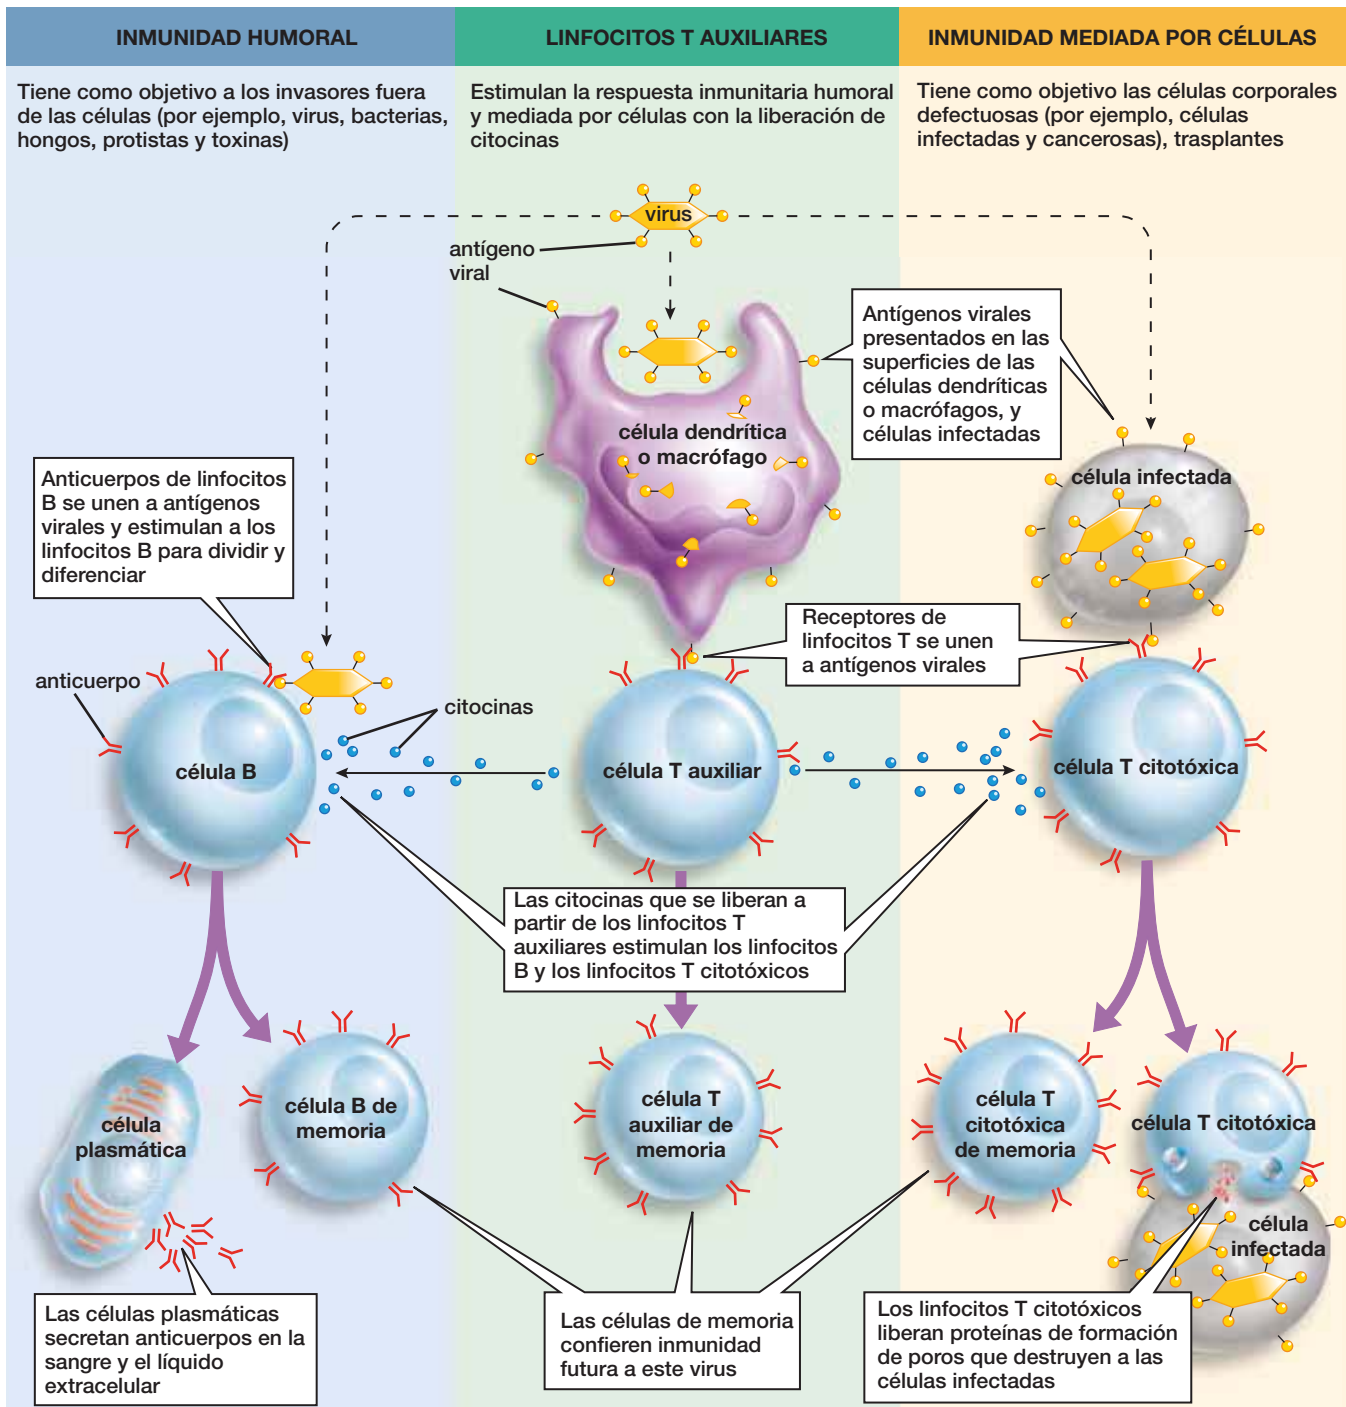 INMUNIDAD HUMORAL
LINFOCITOS T AUXILIARES
INMUNIDAD MEDIADA POR CÉLULAS
Tiene como objetivo a los invasores fuera
de las células (por ejemplo, virus, bacterias,
hongos, protistas y toxinas)
Estimulan la respuesta inmunitaria humoral
y mediada por células con la liberación de
citocinas
Tiene como objetivo las células corporales
defectuosas (por ejemplo, células
infectadas y cancerosas), trasplantes
virus
antígeno
viral
Antígenos virales
presentados en las
superficies de las
células dendríticas
o macrófagos, y
células infectadas
célula dendrítica
o macrófago
célula infectada
Anticuerpos de linfocitos
B se unen a antígenos
virales y estimulan a los
linfocitos B para dividir y
diferenciar
Receptores de
linfocitos T se unen
a antígenos virales
anticuerpo
citocinas
célula B
célula T auxiliar
célula T citotóxica
Las citocinas que se liberan a
partir de los linfocitos T
auxiliares estimulan los linfocitos
B y los linfocitos T citotóxicos
célula
plasmática
célula B de
memoria
célula T
auxiliar de
memoria
célula T
citotóxica
de memoria
célula T citotóxica
célula
infectada
Las células plasmáticas
secretan anticuerpos en la
sangre y el líquido
extracelular
Las células de memoria
confieren inmunidad
futura a este virus
Los linfocitos T citotóxicos
liberan proteínas de formación
de poros que destruyen a las
células infectadas